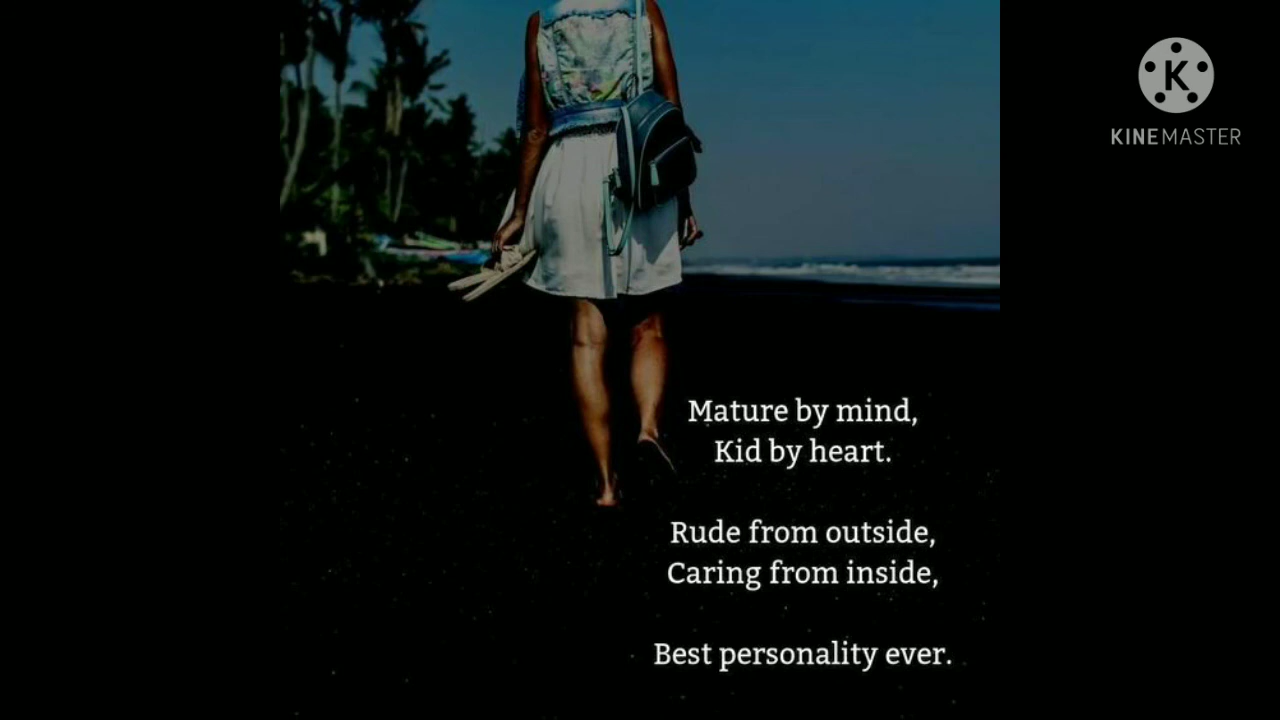 K
KINEMASTER
Mature by mind,
Kid by heart.
Rude from outside,
Caring from inside,
Best personality ever.